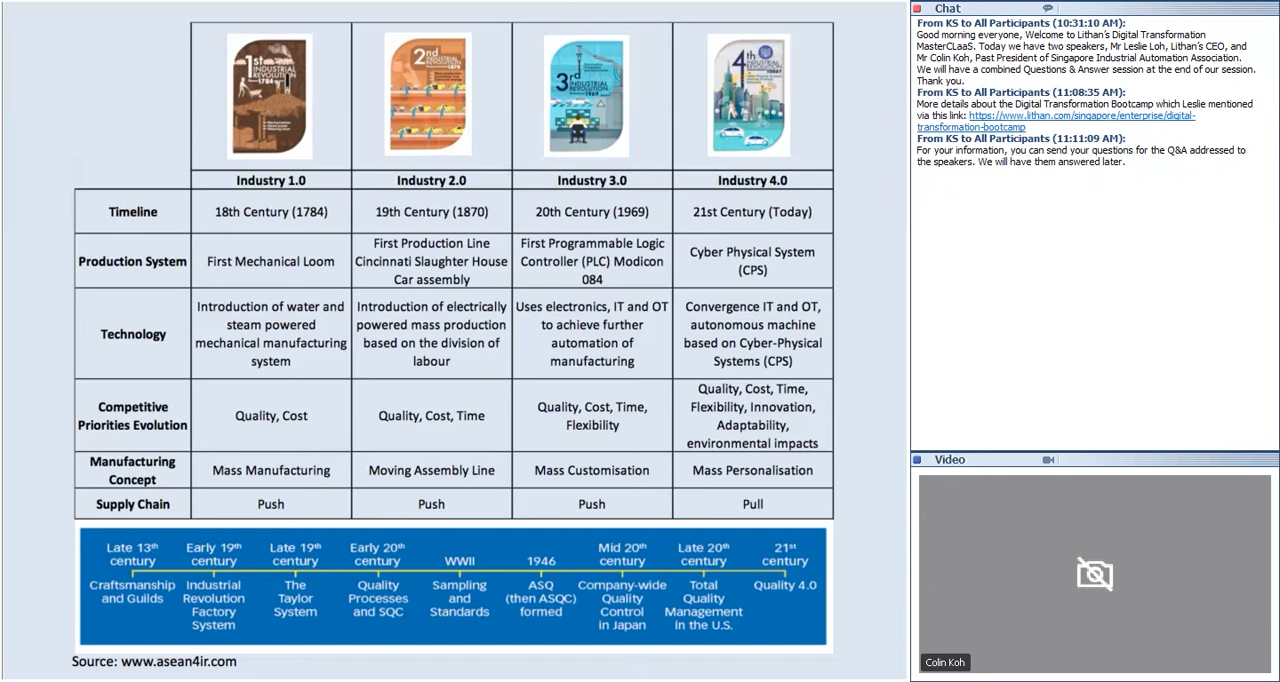 1st
INDUSTRIAL
REVOLUTION
1784
2nd
INDUSTRIAL
REVOLUTION
1870
3rd
INDUSTRIAL
REVOLUTION
1969
4th
INDUSTRIAL
REVOLUTION
TODAY
Industry 1.0
Industry 2.0
Industry 3.0
Industry 4.0
Timeline
18th Century (1784)
19th Century (1870)
20th Century (1969)
21st Century (Today)
Production System
First Mechanical Loom
First Production Line
Cincinnati Slaughter House
Car assembly
First Programmable Logic
Controller (PLC) Modicon
084
Cyber Physical System
(CPS)
Technology
Introduction of water and
steam powered
mechanical manufacturing
system
Introduction of electrically
powered mass production
based on the division of
labour
Uses electronics, IT and OT
to achieve further
automation of
manufacturing
Convergence IT and OT,
autonomous machine
based on Cyber-Physical
Systems (CPS)
Competitive
Priorities Evolution
Quality, Cost
Quality, Cost, Time
Quality, Cost, Time,
Flexibility
Quality, Cost, Time,
Flexibility, Innovation,
Adaptability,
environmental impacts
Manufacturing
Concept
Mass Manufacturing
Moving Assembly Line
Mass Customisation
Mass Personalisation
Supply Chain
Push
Push
Push
Pull
Late 13th
century
Craftsmanship
and Guilds
Early 19th
century
Industrial
Revolution
Factory
System
Late 19th
century
The
Taylor
System
Early 20th
century
Quality
Processes
and SQC
WWII
Sampling
and
Standards
1946
ASQ
(then ASQC)
formed
Mid 20th
century
Company-wide
Quality
Control
in Japan
Late 20th
century
Total
Quality
Management
in the U.S.
21st
century
Quality 4.0
Source: www.asean4ir.com
Chat
From KS to All Participants (10:31:10 AM):
Good morning everyone, Welcome to Lithan's Digital Transformation
MasterCLaaS. Today we have two speakers, Mr Leslie Loh, Lithan's CEO, and
Mr Colin Koh, Past President of Singapore Industrial Automation Association.
We will have a combined Questions & Answer session at the end of our session.
Thank you.
From KS to All Participants (11:08:35 AM):
More details about the Digital Transformation Bootcamp which Leslie mentioned
via this link: https://www.lithan.com/singapore/enterprise/digital-
transformation-bootcamp
From KS to All Participants (11:11:09 AM):
For your information, you can send your questions for the Q&A addressed to
the speakers. We will have them answered later.
Video
Colin Koh